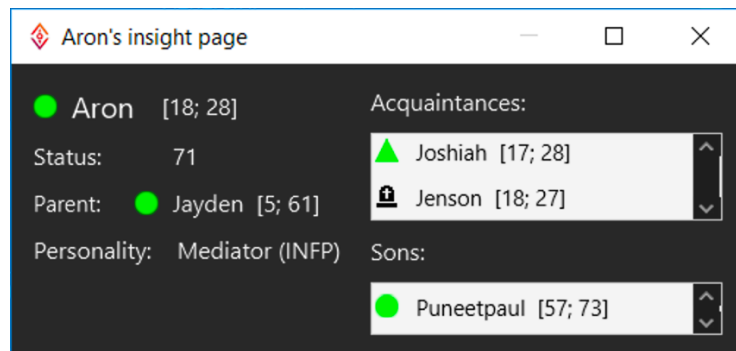 Aron's insight page
Aron [18; 28]
Status: 71
Parent: Jayden [5; 61]
Personality: Mediator (INFP)
Acquaintances:
Joshiah [17; 28]
Jenson [18; 27]
Sons:
Puneetpaul [57; 73]